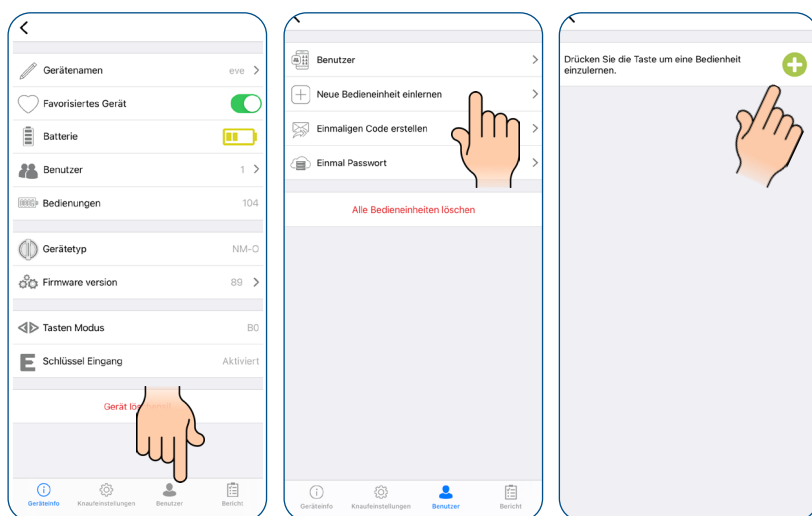 Gerätenamen eve
Favorisiertes Gerät
Batterie
Benutzer 1
Bedienungen 104
Gerätetyp NM-O
Firmware version 89
Tasten Modus B0
Schlüssel Eingang Aktiviert
Gerät
Geräteinfo Knaufeinstellungen Benutzer Bericht
Benutzer
Neue Bedieneinheit einlernen
Einmaligen Code erstellen
Einmal Passwort
Alle Bedieneinheiten löschen
Geräteinfo Knaufeinstellungen Benutzer Bericht
Drücken Sie die Taste um eine Bedienheit
einzulernen.